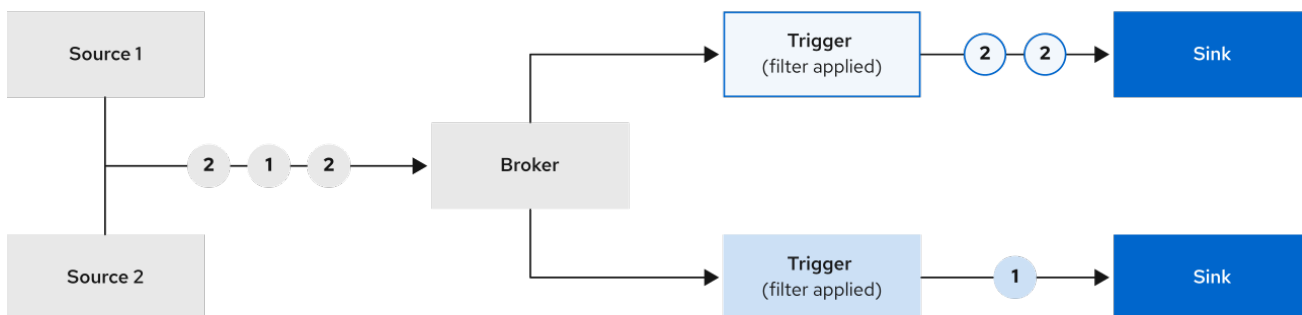 Source 1
Trigger
(filter applied)
2
2
Sink
2
1
2
Broker
Source 2
Trigger
(filter applied)
1
Sink